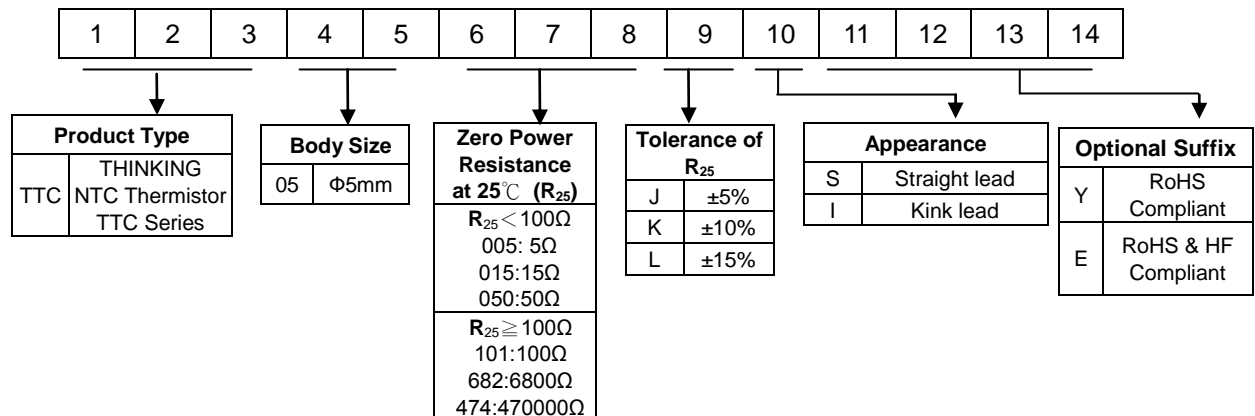 1 2 3 4 5 6 7 8 9 10 11 12 13 14
Product Type
TTC
THINKING
NTC Thermistor
TTC Series
Body Size
05 Φ5mm
Zero Power
Resistance
at 25℃ (R₂₅)
R₂₅＜100Ω
005: 5Ω
015:15Ω
050:50Ω
R₂₅≧100Ω
101:100Ω
682:6800Ω
474:470000Ω
Tolerance of
R₂₅
J ±5%
K ±10%
L ±15%
Appearance
S Straight lead
I Kink lead
Optional Suffix
Y RoHS
Compliant
E RoHS & HF
Compliant